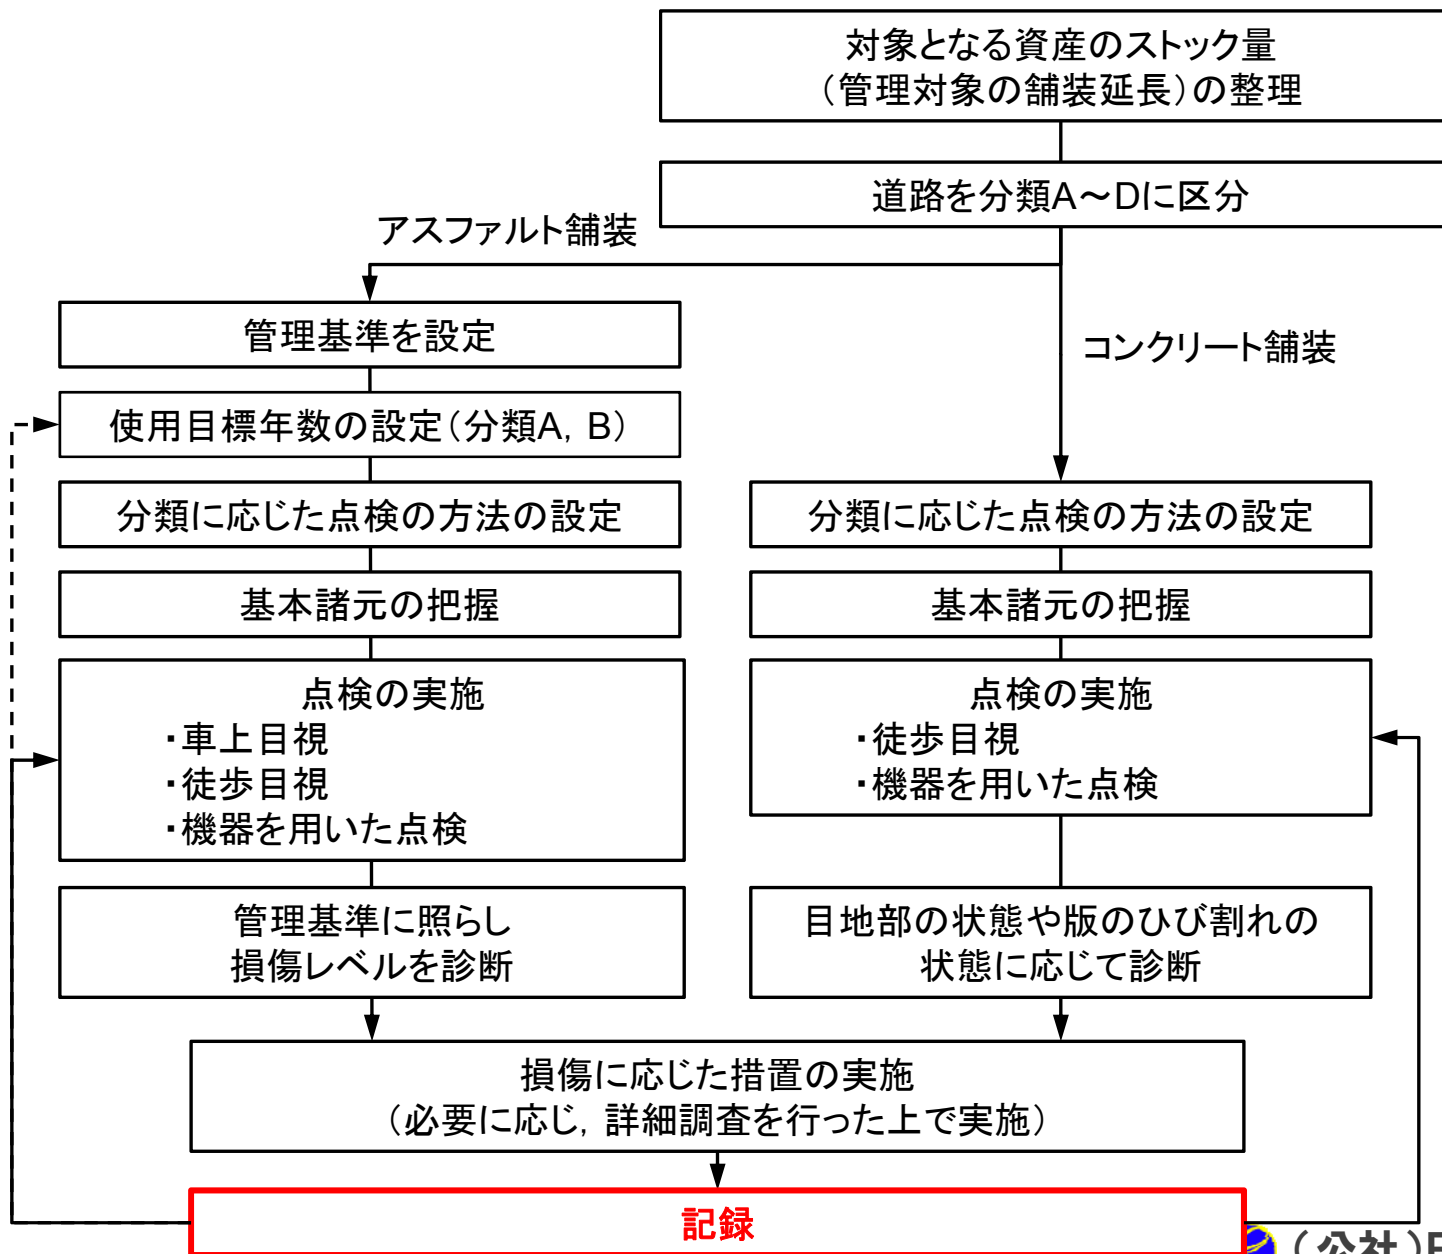 対象となる資産のストック量
（管理対象の舗装延長）の整理
道路を分類A～Dに区分
アスファルト舗装
コンクリート舗装
管理基準を設定
使用目標年数の設定（分類A，B）
分類に応じた点検の方法の設定
基本諸元の把握
点検の実施
・車上目視
・徒歩目視
・機器を用いた点検
管理基準に照らし
損傷レベルを診断
分類に応じた点検の方法の設定
基本諸元の把握
点検の実施
・徒歩目視
・機器を用いた点検
目地部の状態や版のひび割れの
状態に応じて診断
損傷に応じた措置の実施
（必要に応じ，詳細調査を行った上で実施）
記録
（公社）